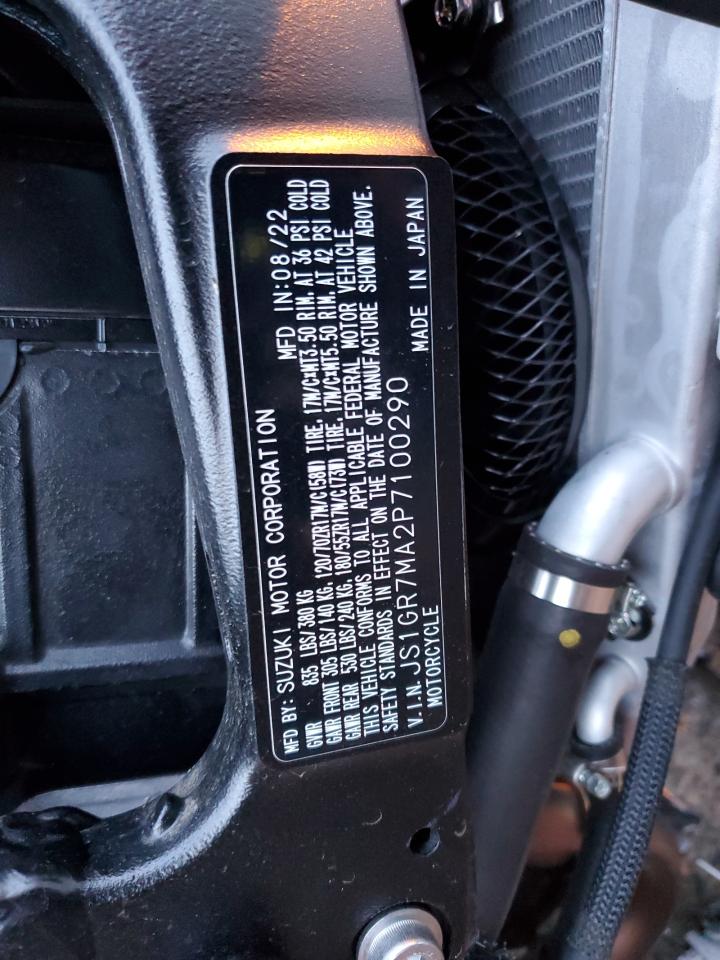 MFD BY: SUZUKI MOTOR CORPORATION MFD IN:08/22
GVWR 835 LBS/ 380 KG
GAWR FRONT 305 LBS/ 140 KG, 120/70ZR17M/C(58W) TIRE, 17M/C×MT3.50 RIM, AT 36 PSI COLD
GAWR REAR 530 LBS/ 240 KG, 180/55ZR17M/C(73W) TIRE, 17M/C×MT5.50 RIM, AT 42 PSI COLD
THIS VEHICLE CONFORMS TO ALL APPLICABLE FEDERAL MOTOR VEHICLE
SAFETY STANDARDS IN EFFECT ON THE DATE OF MANUFACTURE SHOWN ABOVE.
V.I.N. JS1GR7MA2P7100290
MOTORCYCLE MADE IN JAPAN